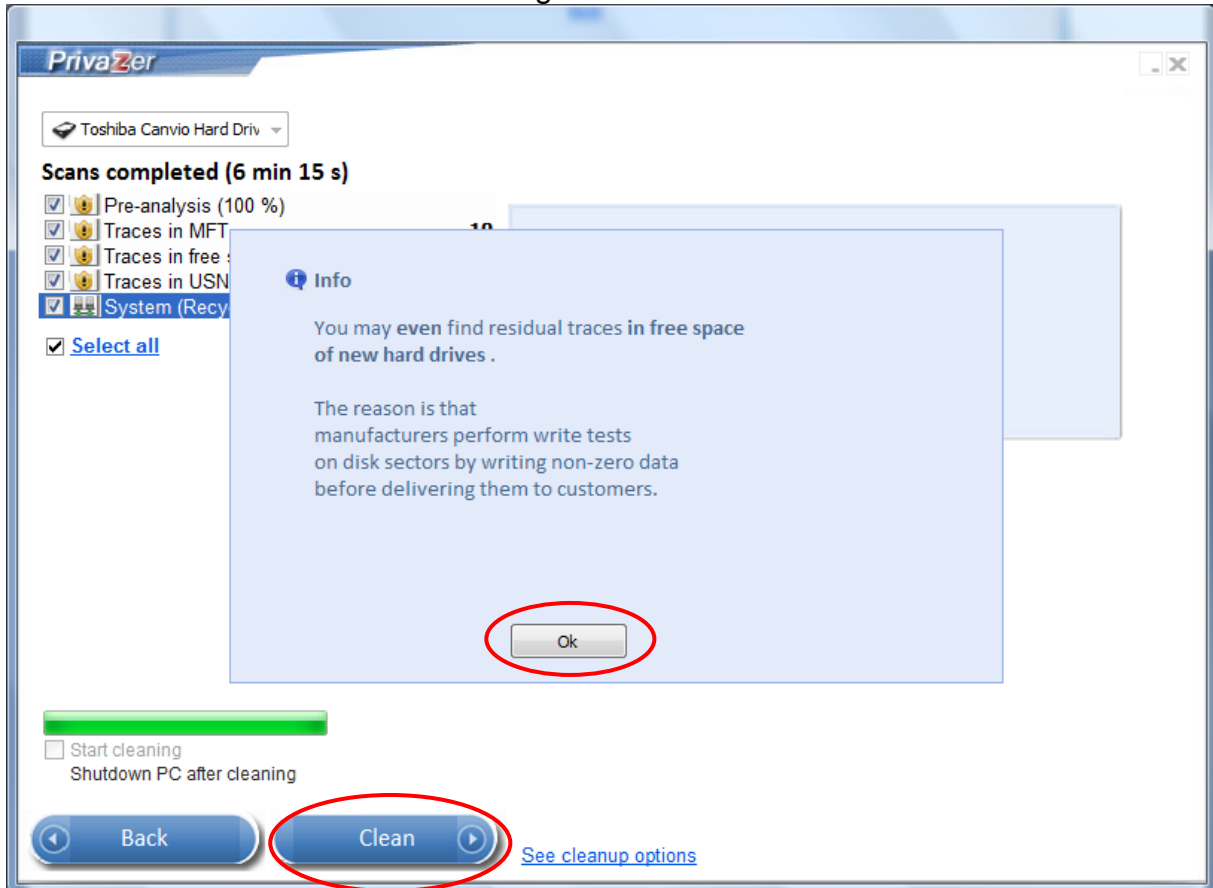 PrivaZer
Toshiba Canvio Hard Driv
Scans completed (6 min 15 s)
Pre-analysis (100 %)
Traces in MFT
Traces in free
Traces in USN
System (Recy
Select all
Info
You may even find residual traces in free space
of new hard drives .
The reason is that
manufacturers perform write tests
on disk sectors by writing non-zero data
before delivering them to customers.
Ok
Start cleaning
Shutdown PC after cleaning
Back
Clean
See cleanup options